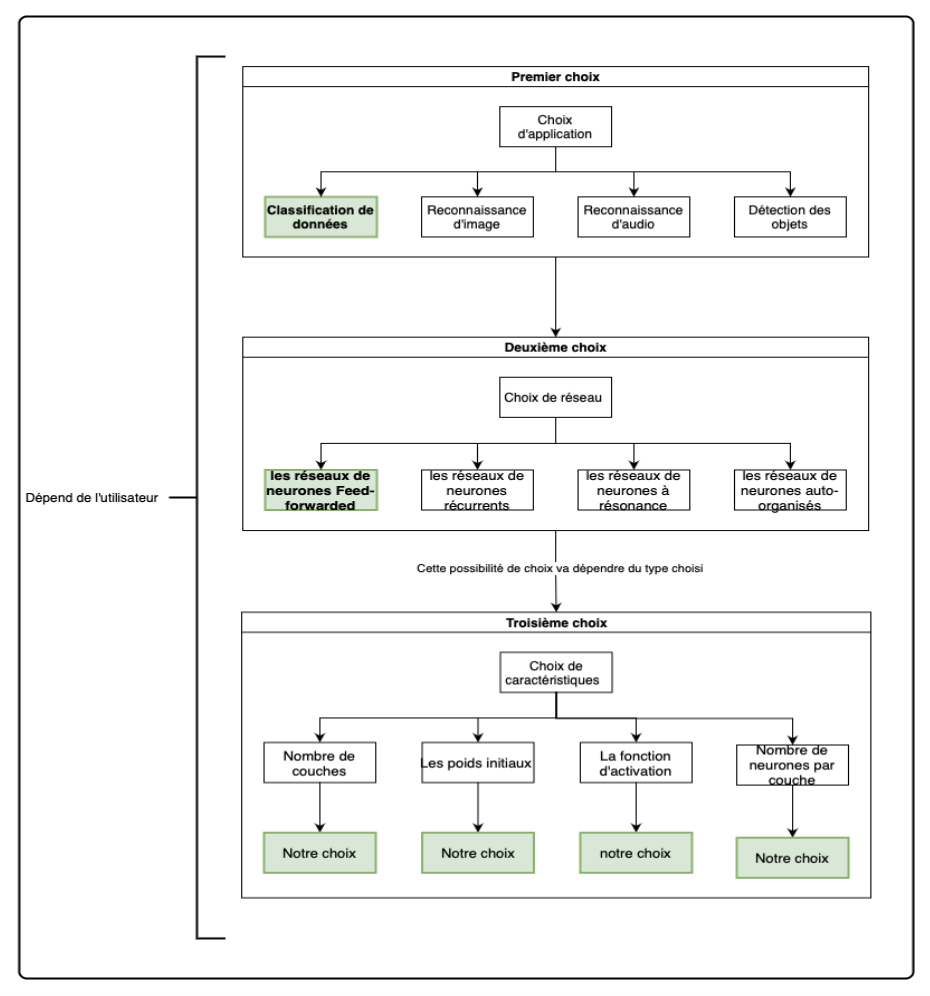 Premier choix
Choix
d'application
Classification de
données
Reconnaissance
d'image
Reconnaissance
d'audio
Détection des
objets
Deuxième choix
Choix de réseau
les réseaux de
neurones Feed-
forwarded
les réseaux de
neurones
récurrents
les réseaux de
neurones à
résonance
les réseaux de
neurones auto-
organisés
Dépend de l'utilisateur
Cette possibilité de choix va dépendre du type choisi
Troisième choix
Choix de
caractéristiques
Nombre de
couches
Les poids initiaux
La fonction
d'activation
Nombre de
neurones par
couche
Notre choix
Notre choix
notre choix
Notre choix